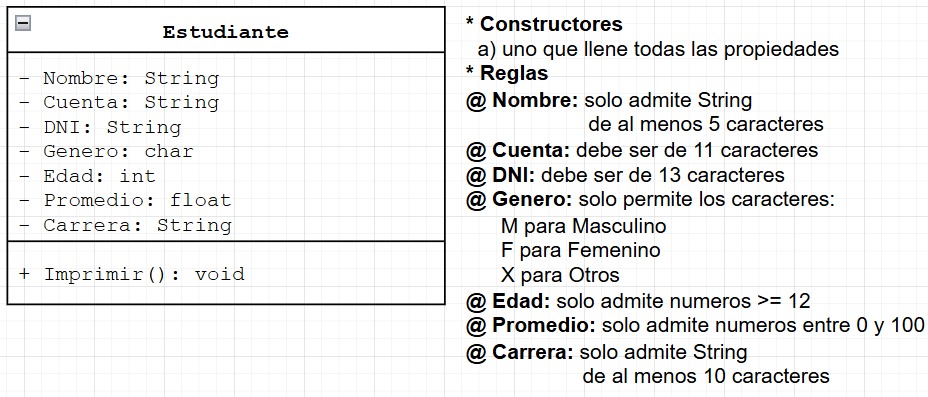 Estudiante
- Nombre: String
- Cuenta: String
- DNI: String
- Genero: char
- Edad: int
- Promedio: float
- Carrera: String
+ Imprimir(): void
* Constructores
a) uno que llene todas las propiedades
* Reglas
@ Nombre: solo admite String
de al menos 5 caracteres
@ Cuenta: debe ser de 11 caracteres
@ DNI: debe ser de 13 caracteres
@ Genero: solo permite los caracteres:
M para Masculino
F para Femenino
X para Otros
@ Edad: solo admite numeros >= 12
@ Promedio: solo admite numeros entre 0 y 100
@ Carrera: solo admite String
de al menos 10 caracteres